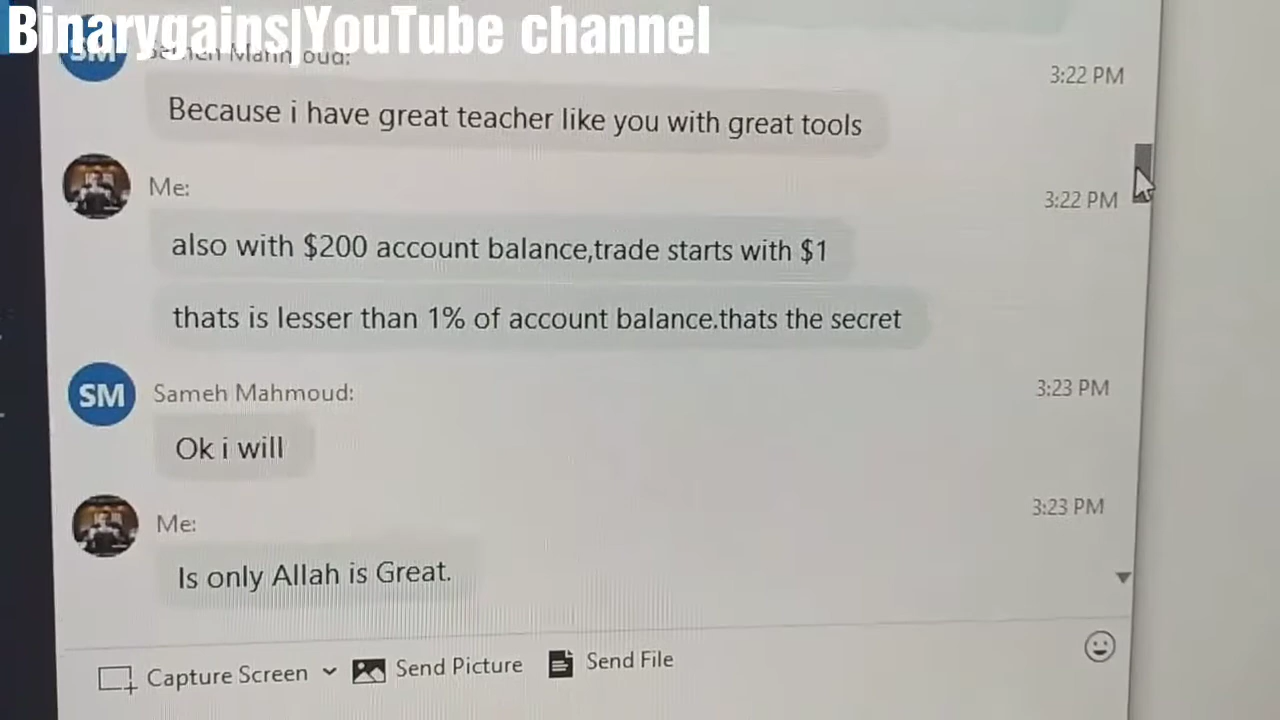 Binarygains|YouTube channel
SM Sameh Mahmoud:
3:22 PM
Because i have great teacher like you with great tools
Me:
3:22 PM
also with $200 account balance,trade starts with $1
thats is lesser than 1% of account balance.thats the secret
SM Sameh Mahmoud:
3:23 PM
Ok i will
Me:
3:23 PM
Is only Allah is Great.
Capture Screen Send Picture Send File